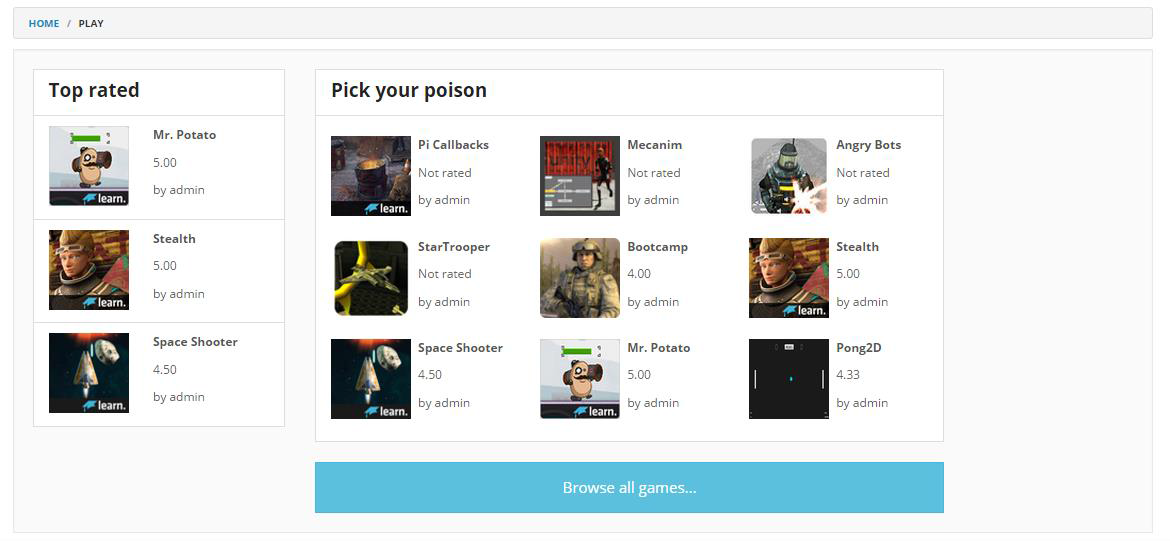 HOME / PLAY
Top rated
Mr. Potato
5.00
by admin
learn.
Stealth
5.00
by admin
learn.
Space Shooter
4.50
by admin
learn.
Pick your poison
Pi Callbacks
Not rated
by admin
learn.
Mecanim
Not rated
by admin
unity
Angry Bots
Not rated
by admin
StarTrooper
Not rated
by admin
Bootcamp
4.00
by admin
Stealth
5.00
by admin
learn.
Space Shooter
4.50
by admin
learn.
Mr. Potato
5.00
by admin
learn.
Pong2D
4.33
by admin
Browse all games...